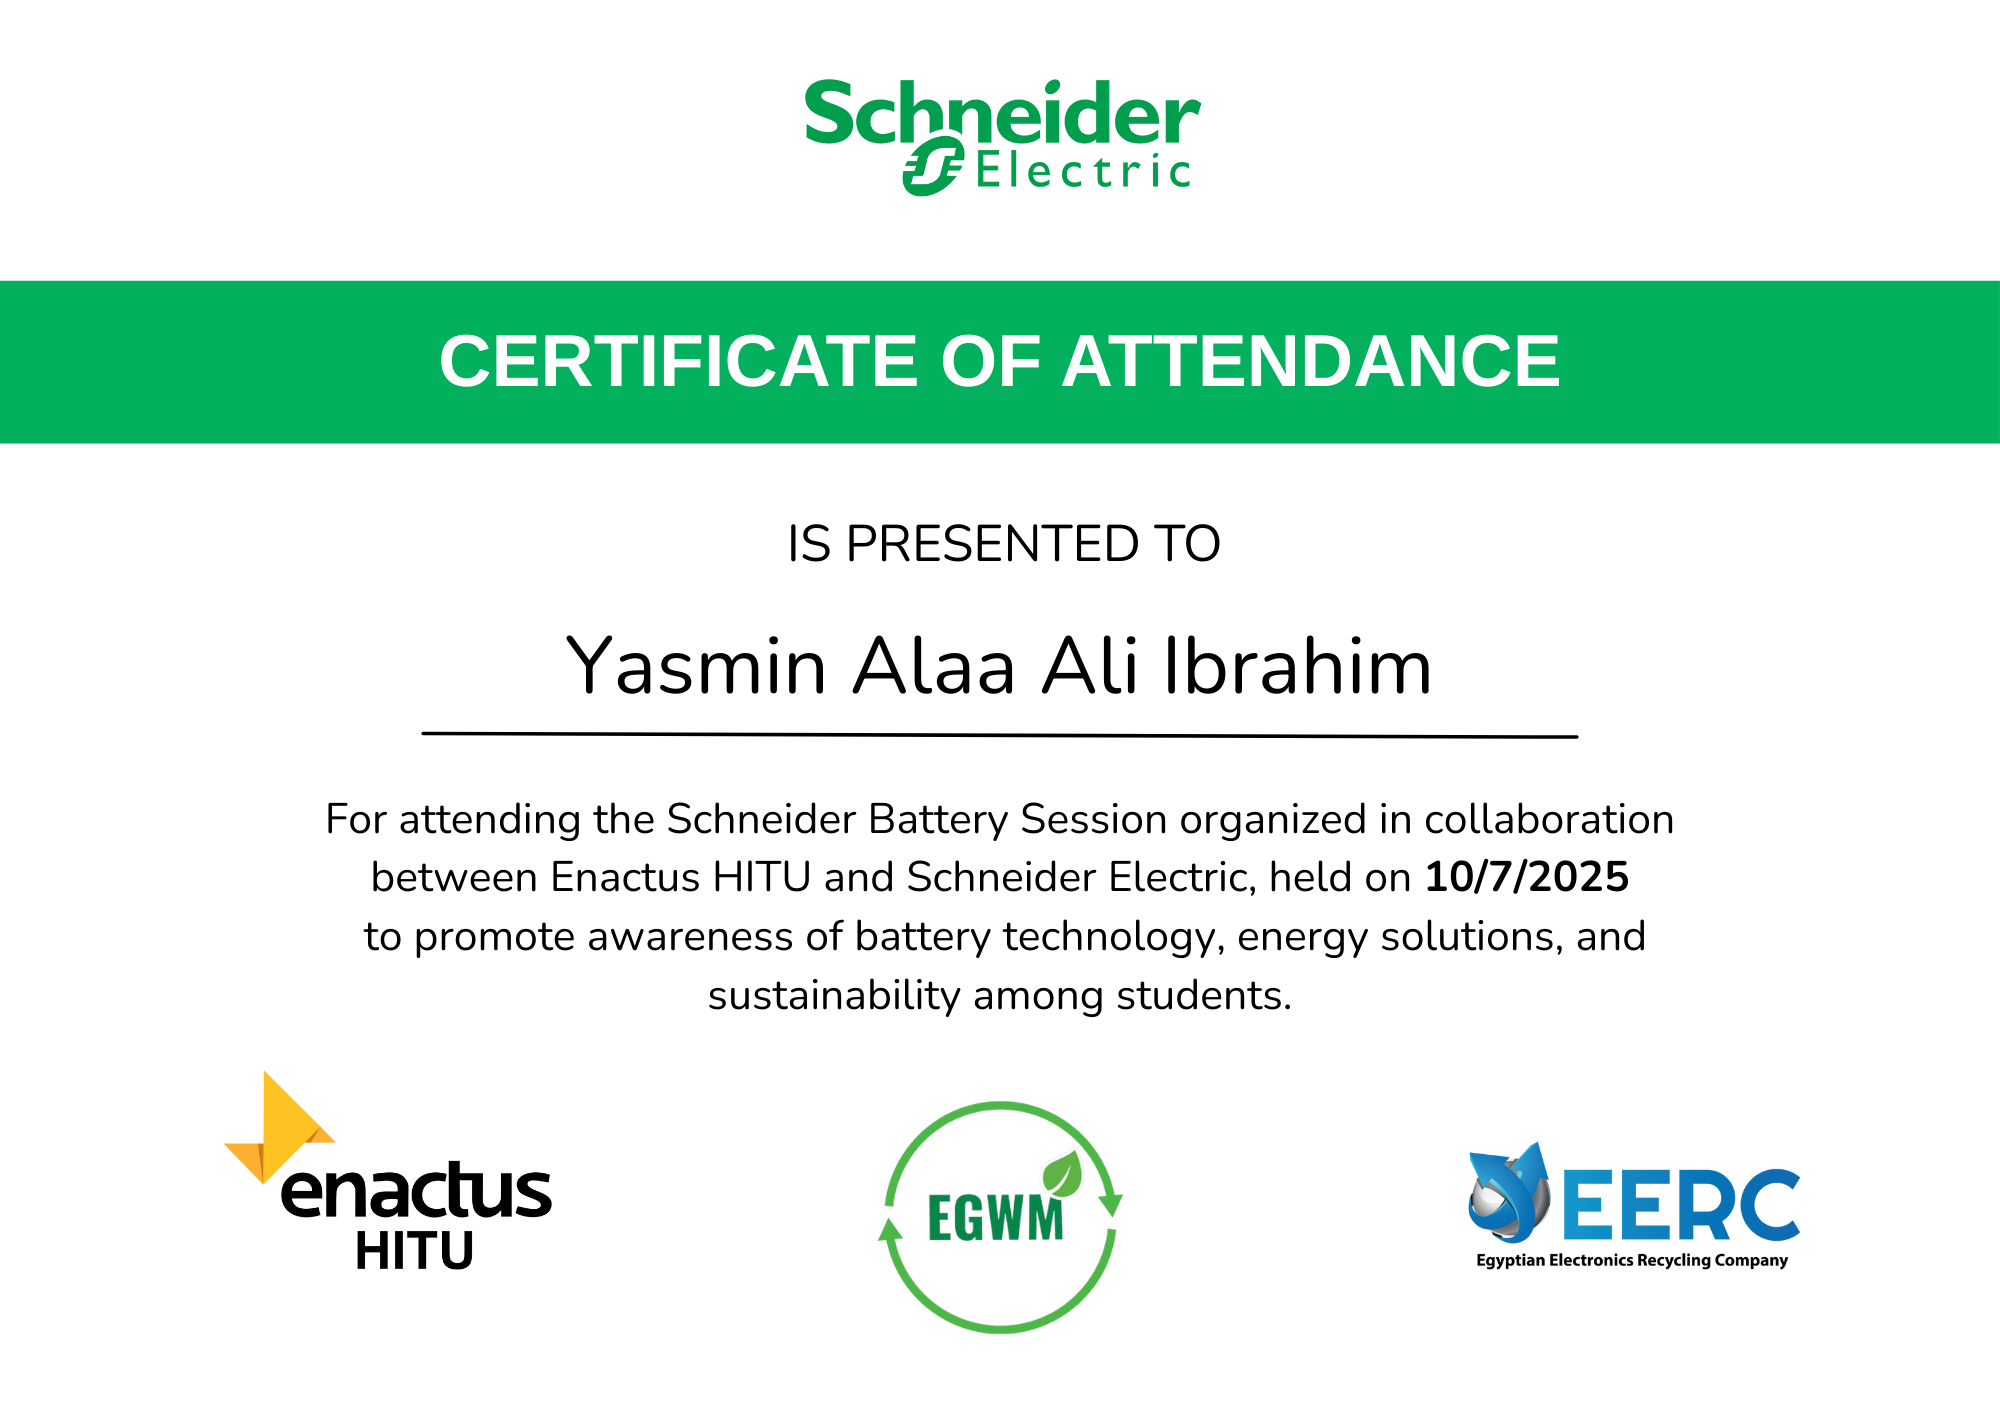 Schneider
Electric
CERTIFICATE OF ATTENDANCE
IS PRESENTED TO
Yasmin Alaa Ali Ibrahim
For attending the Schneider Battery Session organized in collaboration
between Enactus HITU and Schneider Electric, held on 10/7/2025
to promote awareness of battery technology, energy solutions, and
sustainability among students.
enactus
HITU
EGWM
EERC
Egyptian Electronics Recycling Company